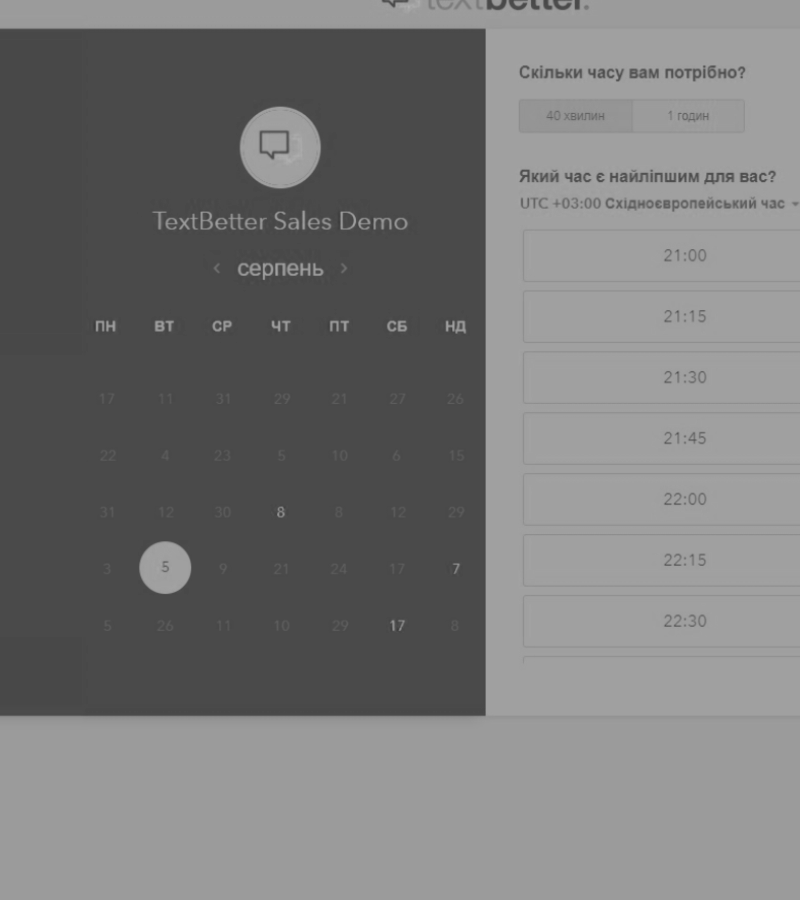 textbetter.
TextBetter Sales Demo
серпень
ПН ВТ СР ЧТ ПТ СБ НД
17 11 31 29 21 27 26
22 4 23 5 10 6 15
31 12 30 8 8 12 29
3 5 9 21 24 17 7
5 26 11 10 29 17 8
Скільки часу вам потрібно?
40 хвилин 1 годин
Який час є найліпшим для вас?
UTC +03:00 Східноєвропейський час
21:00
21:15
21:30
21:45
22:00
22:15
22:30